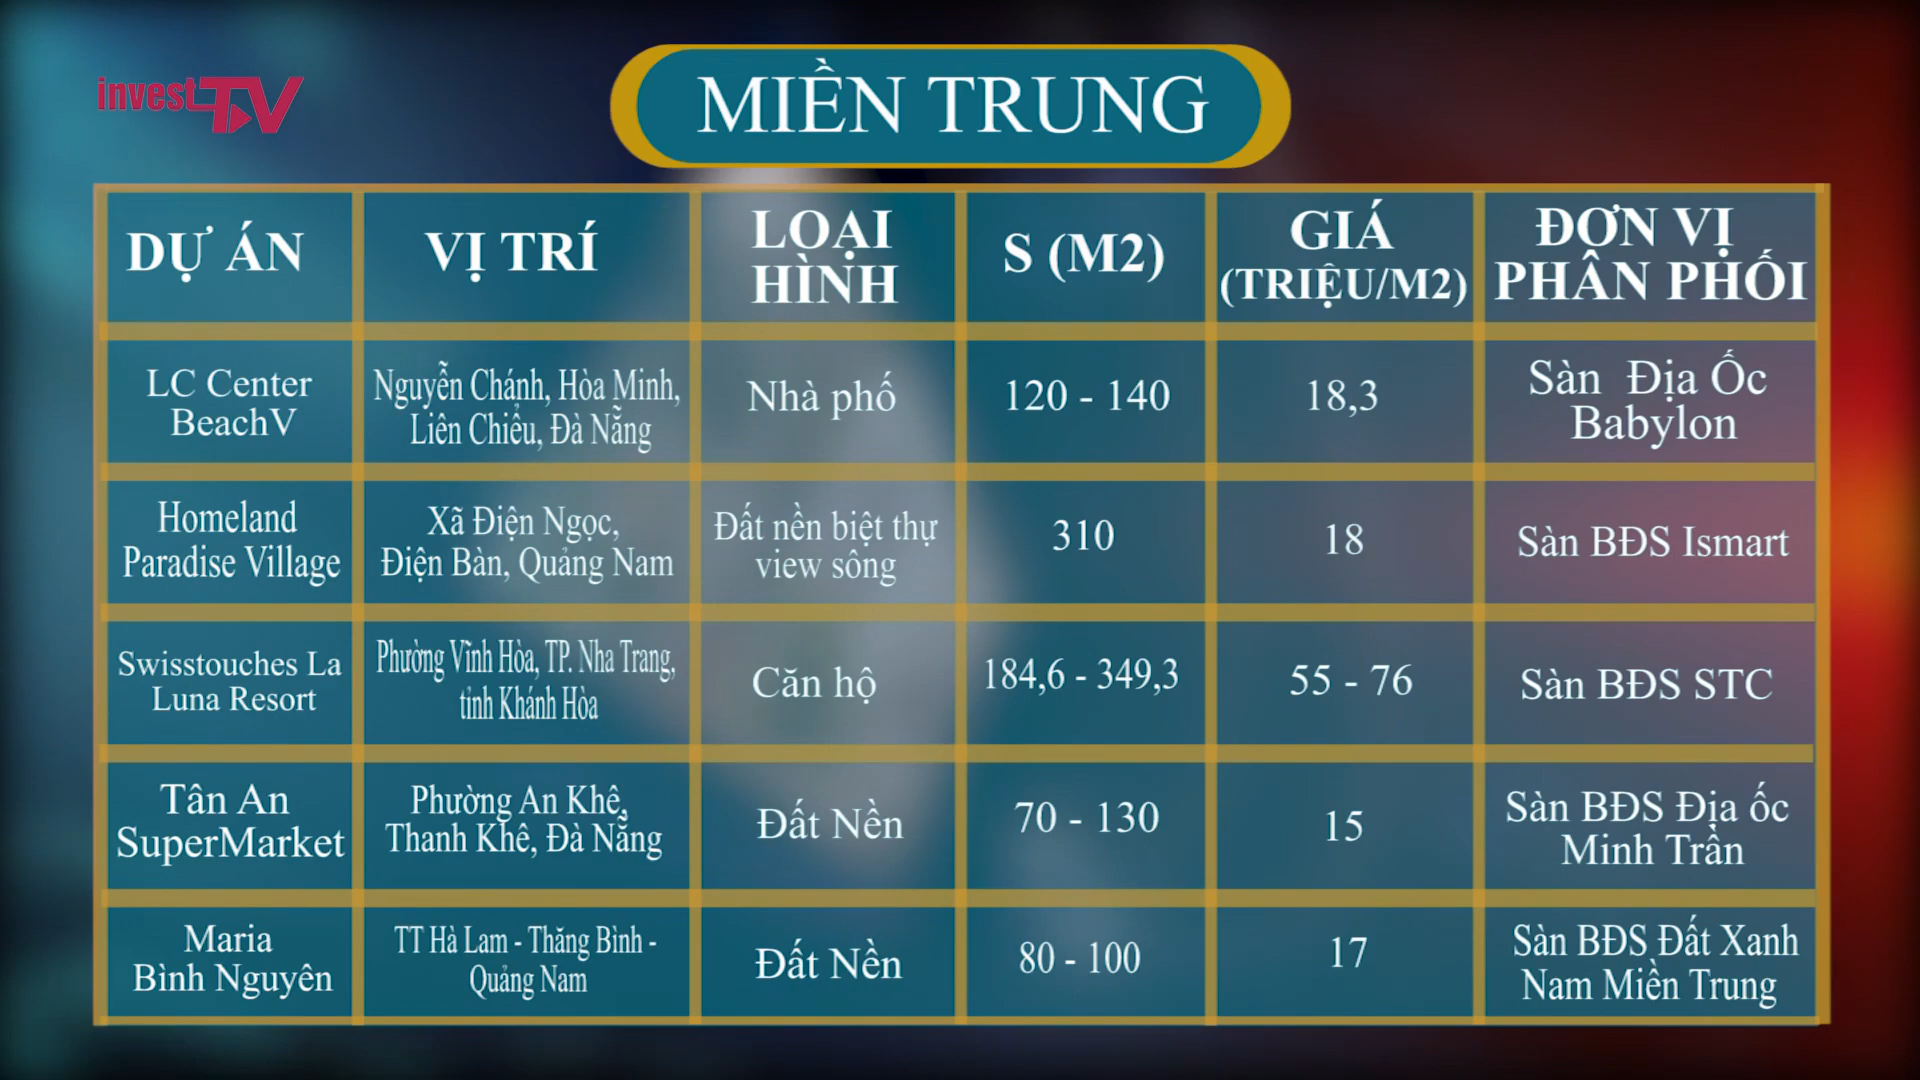 investTV
MIỀN TRUNG
DỰ ÁN
VỊ TRÍ
LOẠI
HÌNH
S (M2)
GIÁ
(TRIỆU/M2)
ĐƠN VỊ
PHÂN PHỐI
LC Center
BeachV
Nguyễn Chánh, Hòa Minh,
Liên Chiểu, Đà Nẵng
Nhà phố
120 - 140
18,3
Sàn Địa Ốc
Babylon
Homeland
Paradise Village
Xã Điện Ngọc,
Điện Bàn, Quảng Nam
Đất nền biệt thự
view sông
310
18
Sàn BĐS Ismart
Swisstouches La
Luna Resort
Phường Vĩnh Hòa, TP. Nha Trang,
tỉnh Khánh Hòa
Căn hộ
184,6 - 349,3
55 - 76
Sàn BĐS STC
Tân An
SuperMarket
Phường An Khê,
Thanh Khê, Đà Nẵng
Đất Nền
70 - 130
15
Sàn BĐS Địa ốc
Minh Trần
Maria
Bình Nguyên
TT Hà Lam - Thăng Bình -
Quảng Nam
Đất Nền
80 - 100
17
Sàn BĐS Đất Xanh
Nam Miền Trung